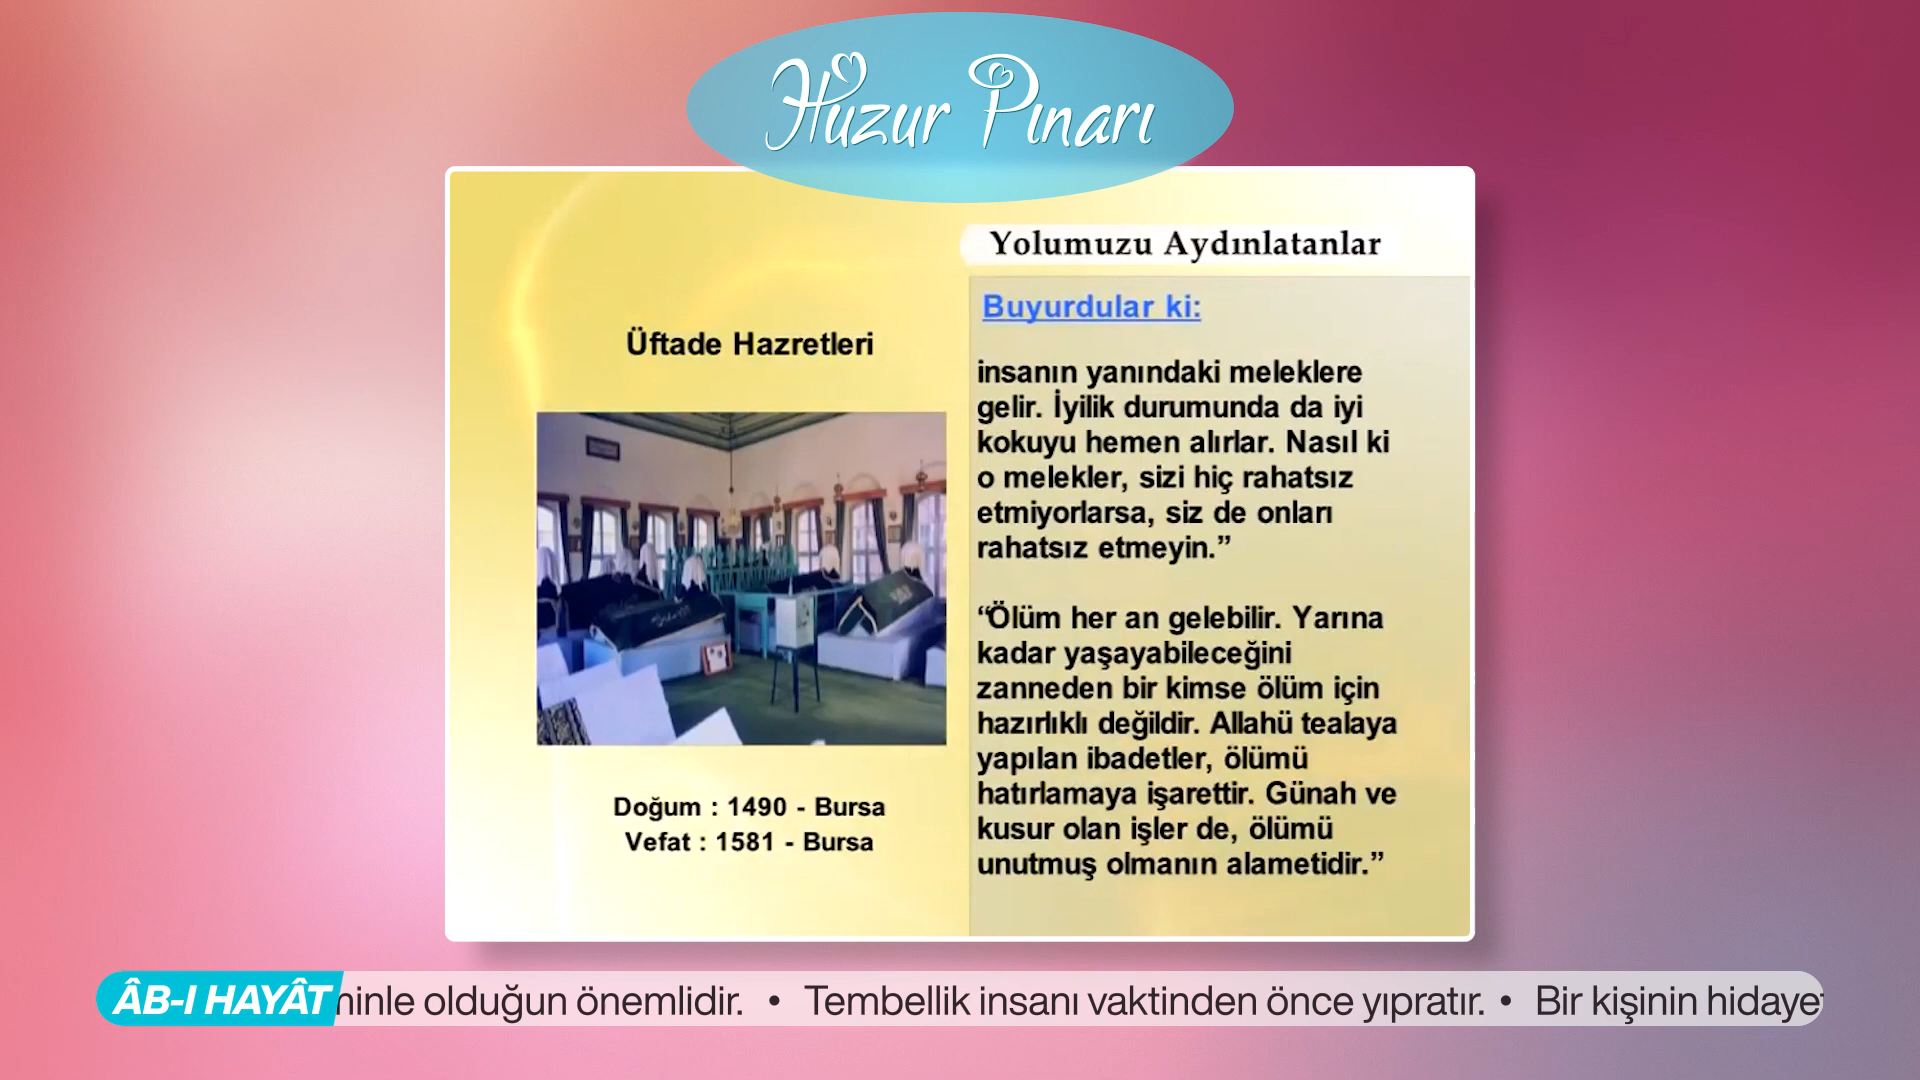 Huzur Pınarı
Yolumuzu Aydınlatanlar
Üftade Hazretleri
Doğum : 1490 - Bursa
Vefat : 1581 - Bursa
Buyurdular ki:
insanın yanındaki meleklere
gelir. İyilik durumunda da iyi
kokuyu hemen alırlar. Nasıl ki
o melekler, sizi hiç rahatsız
etmiyorlarsa, siz de onları
rahatsız etmeyin.”
“Ölüm her an gelebilir. Yarına
kadar yaşayabileceğini
zanneden bir kimse ölüm için
hazırlıklı değildir. Allahü tealaya
yapılan ibadetler, ölümü
hatırlamaya işarettir. Günah ve
kusur olan işler de, ölümü
unutmuş olmanın alametidir.”
ÂB-I HAYÂT olduğun önemlidir. • Tembellik insanı vaktinden önce yıpratır. • Bir kişinin